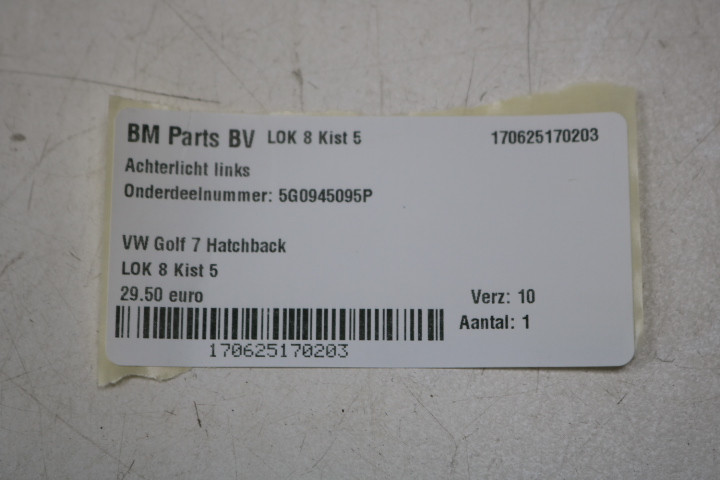 BM Parts BV LOK 8 Kist 5 170625170203
Achterlicht links
Onderdeelnummer: 5G0945095P
VW Golf 7 Hatchback
LOK 8 Kist 5
29.50 euro Verz: 10
Aantal: 1
170625170203